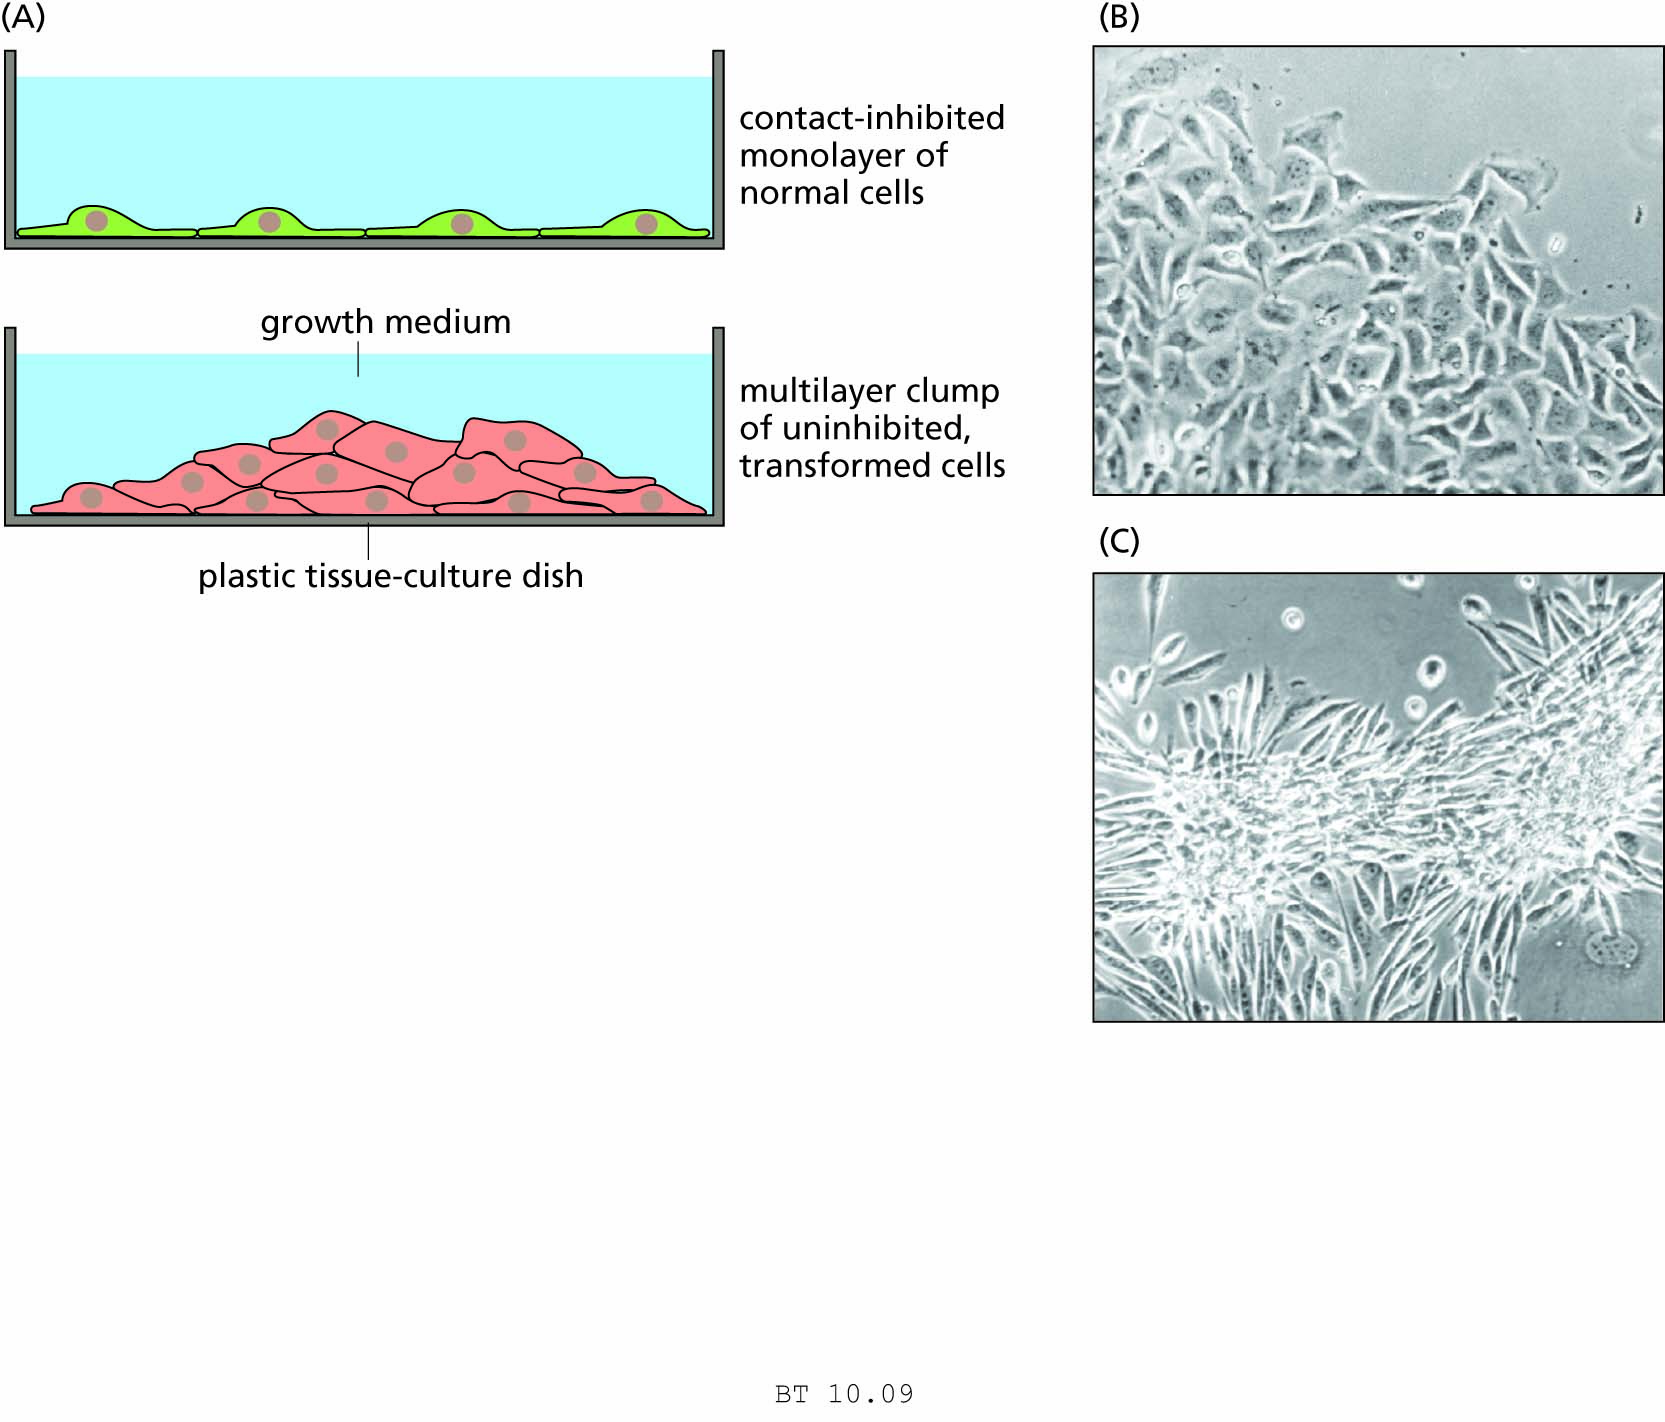 (A)
contact-inhibited
monolayer of
normal cells
growth medium
multilayer clump
of uninhibited,
transformed cells
plastic tissue-culture dish
(B)
(C)
BT 10.09